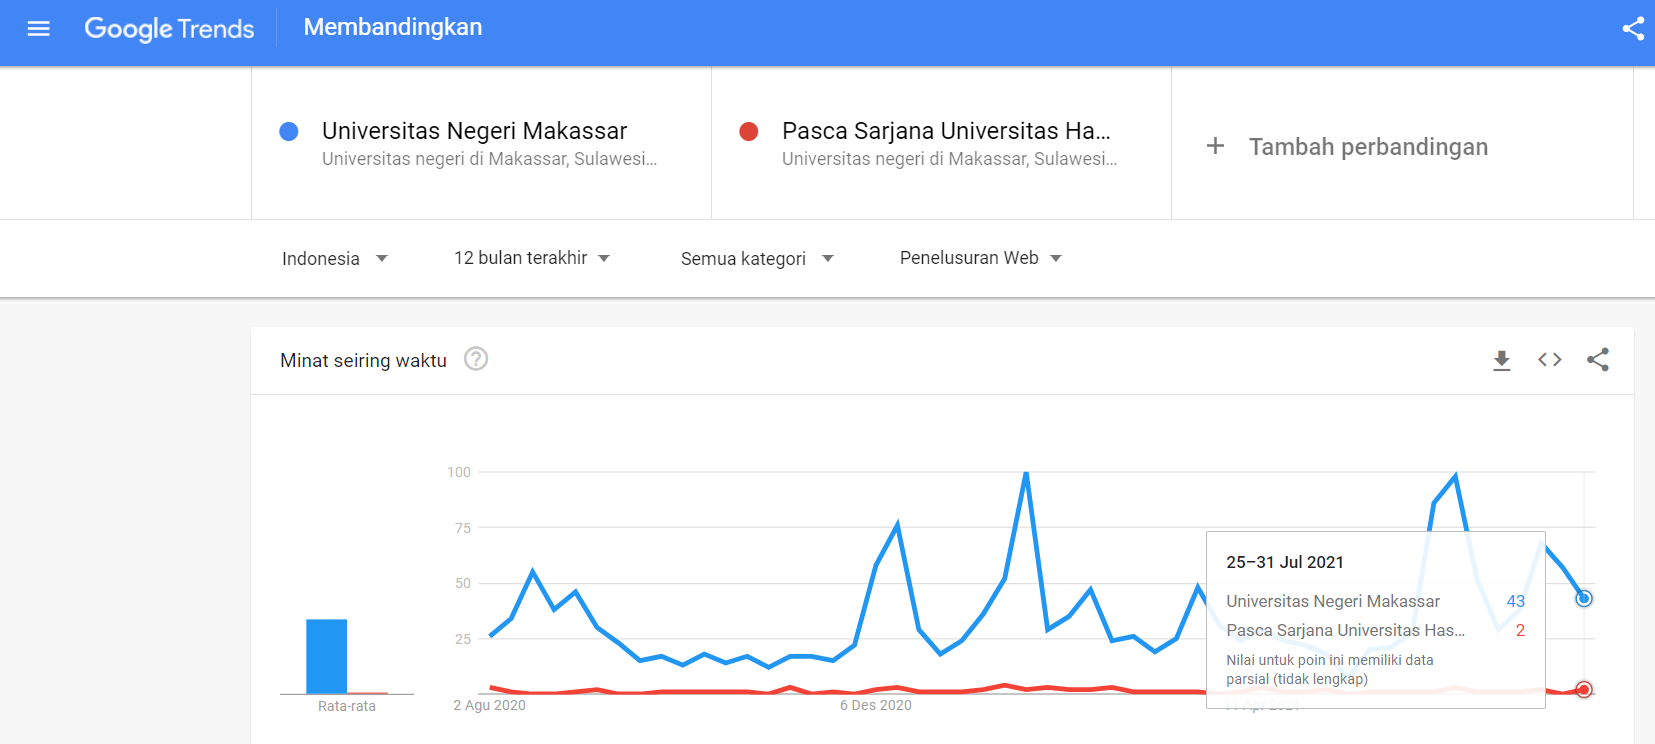 Google Trends
Membandingkan
Universitas Negeri Makassar
Universitas negeri di Makassar, Sulawesi...
Pasca Sarjana Universitas Ha...
Universitas negeri di Makassar, Sulawesi...
+ Tambah perbandingan
Indonesia
12 bulan terakhir
Semua kategori
Penelusuran Web
Minat seiring waktu
?
100
75
50
25
Rata-rata
2 Agu 2020
6 Des 2020
11 Apr 2021
25–31 Jul 2021
Universitas Negeri Makassar 43
Pasca Sarjana Universitas Has... 2
Nilai untuk poin ini memiliki data
parsial (tidak lengkap)